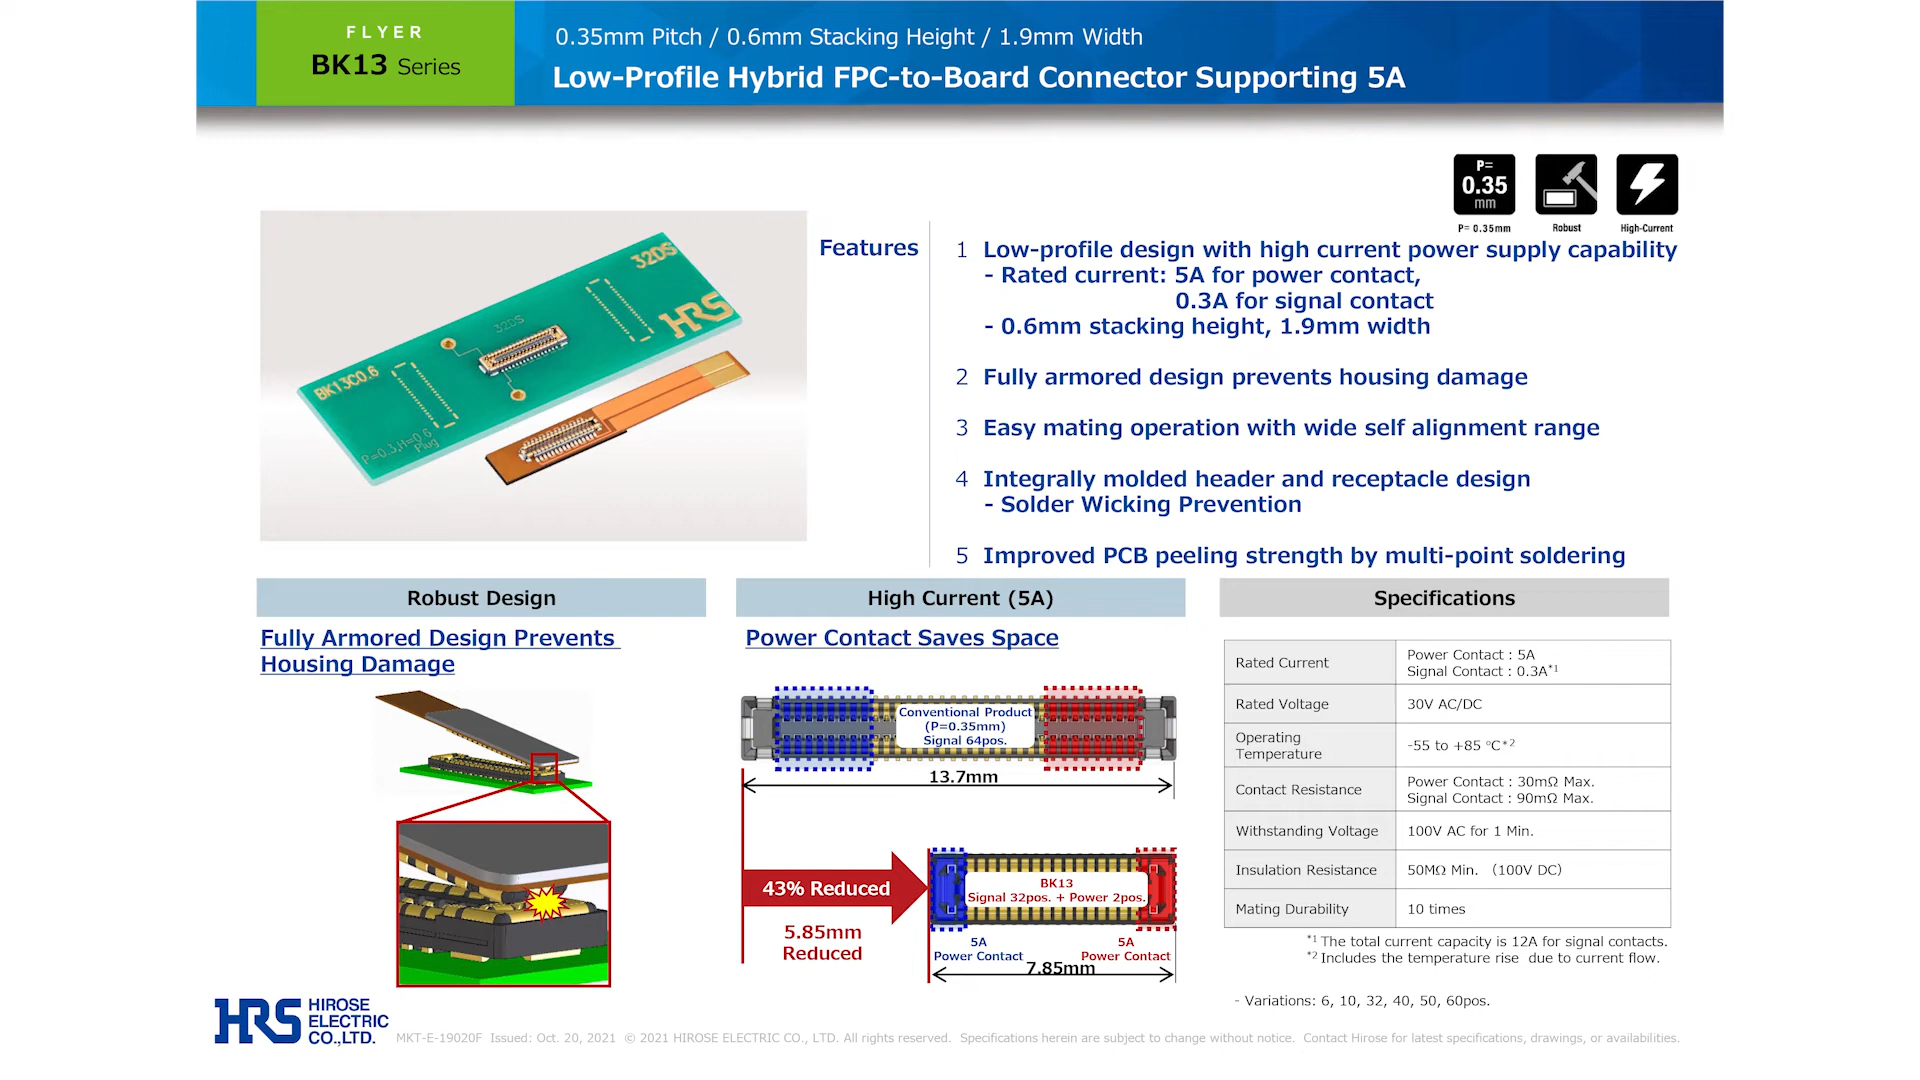 FLYER
BK13 Series
0.35mm Pitch / 0.6mm Stacking Height / 1.9mm Width
Low-Profile Hybrid FPC-to-Board Connector Supporting 5A
P=
0.35
mm
P= 0.35mm
Robust
High-Current
32DS
HRS
32DS
BK13C0.6
P=0.3,H=0.6
Plug
Features
1 Low-profile design with high current power supply capability
- Rated current: 5A for power contact,
0.3A for signal contact
- 0.6mm stacking height, 1.9mm width
2 Fully armored design prevents housing damage
3 Easy mating operation with wide self alignment range
4 Integrally molded header and receptacle design
- Solder Wicking Prevention
5 Improved PCB peeling strength by multi-point soldering
Robust Design
Fully Armored Design Prevents
Housing Damage
High Current (5A)
Power Contact Saves Space
Conventional Product
(P=0.35mm)
Signal 64pos.
13.7mm
43% Reduced
5.85mm
Reduced
BK13
Signal 32pos. + Power 2pos.
5A
Power Contact
5A
Power Contact
7.85mm
Specifications
Rated Current
Power Contact : 5A
Signal Contact : 0.3A*1
Rated Voltage
30V AC/DC
Operating
Temperature
-55 to +85 ℃*2
Contact Resistance
Power Contact : 30mΩ Max.
Signal Contact : 90mΩ Max.
Withstanding Voltage
100V AC for 1 Min.
Insulation Resistance
50MΩ Min. （100V DC）
Mating Durability
10 times
*1 The total current capacity is 12A for signal contacts.
*2 Includes the temperature rise due to current flow.
- Variations: 6, 10, 32, 40, 50, 60pos.
HRS
HIROSE
ELECTRIC
CO.,LTD.
MKT-E-19020F Issued: Oct. 20, 2021 © 2021 HIROSE ELECTRIC CO., LTD. All rights reserved. Specifications herein are subject to change without notice. Contact Hirose for latest specifications, drawings, or availabilities.